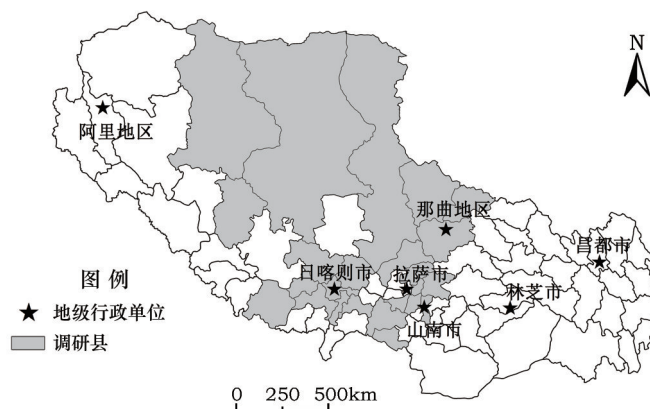 N
阿里地区
那曲地区
昌都市
日喀则市
拉萨市
林芝市
山南市
图例
地级行政单位
调研县
0 250 500km